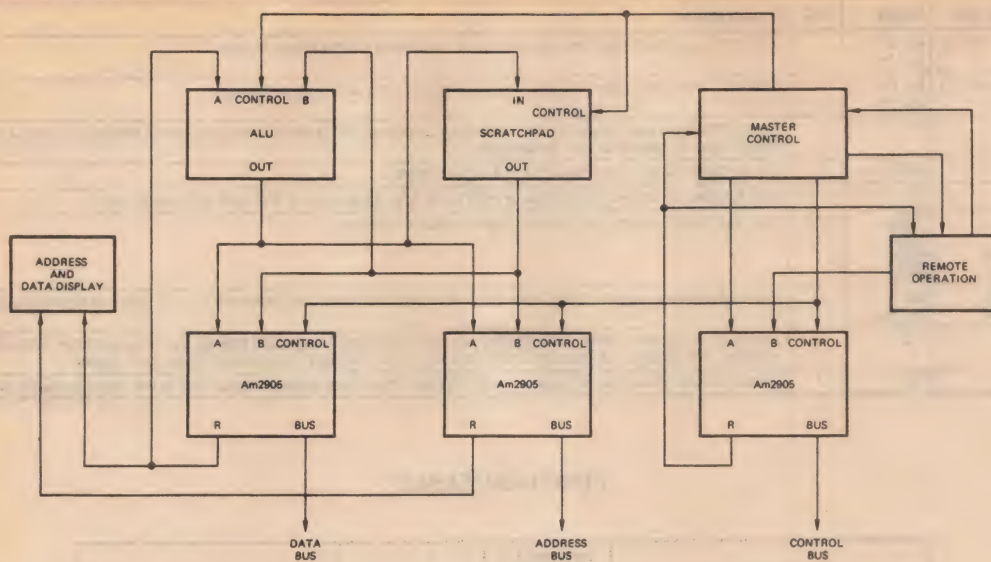 A CONTROL B
ALU
OUT
IN
CONTROL
SCRATCHPAD
OUT
MASTER
CONTROL
ADDRESS
AND
DATA DISPLAY
REMOTE
OPERATION
A B CONTROL
Am2905
R BUS
A B CONTROL
Am2905
R BUS
A B CONTROL
Am2905
R BUS
DATA
BUS
ADDRESS
BUS
CONTROL
BUS